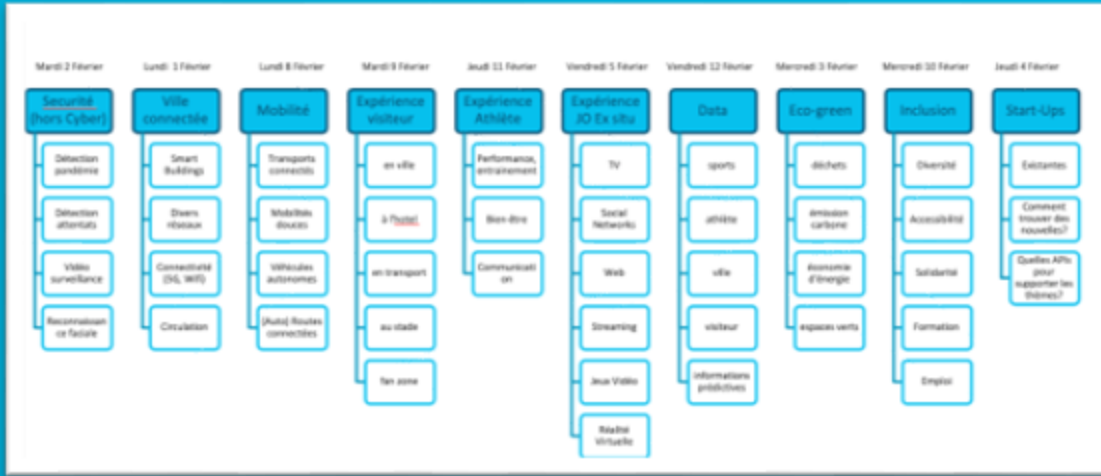 Mardi 2 Février
Lundi 1 Février
Lundi 8 Février
Mardi 9 Février
Jeudi 11 Février
Vendredi 5 Février
Vendredi 12 Février
Mercredi 3 Février
Mercredi 10 Février
Jeudi 4 Février
Securité
(hors Cyber)
Détection
pandémie
Détection
attentats
Vidéo
surveillance
Reconnaissan
ce faciale
Ville
connectée
Smart
Buildings
Divers
réseaux
Connectivité
(5G, Wifi)
Circulation
Mobilité
Transports
connectés
Mobilités
douces
Véhicules
autonomes
(Auto) Routes
connectées
Expérience
visiteur
en ville
à l'hotel
en transport
au stade
fan zone
Expérience
Athlète
Performance,
entrainement
Bien être
Communicati
on
Expérience
JO Ex situ
TV
Social
Networks
Web
Streaming
Jeux Vidéo
Réalité
Virtuelle
Data
sports
athlète
ville
visiteur
informations
prédictives
Eco-green
déchets
émission
carbone
économie
d'énergie
espaces verts
Inclusion
Diversité
Accessibilité
Solidarité
Formation
Emploi
Start-Ups
Existantes
Comment
trouver des
nouvelles?
Quelles APIs
pour
supporter les
thèmes?